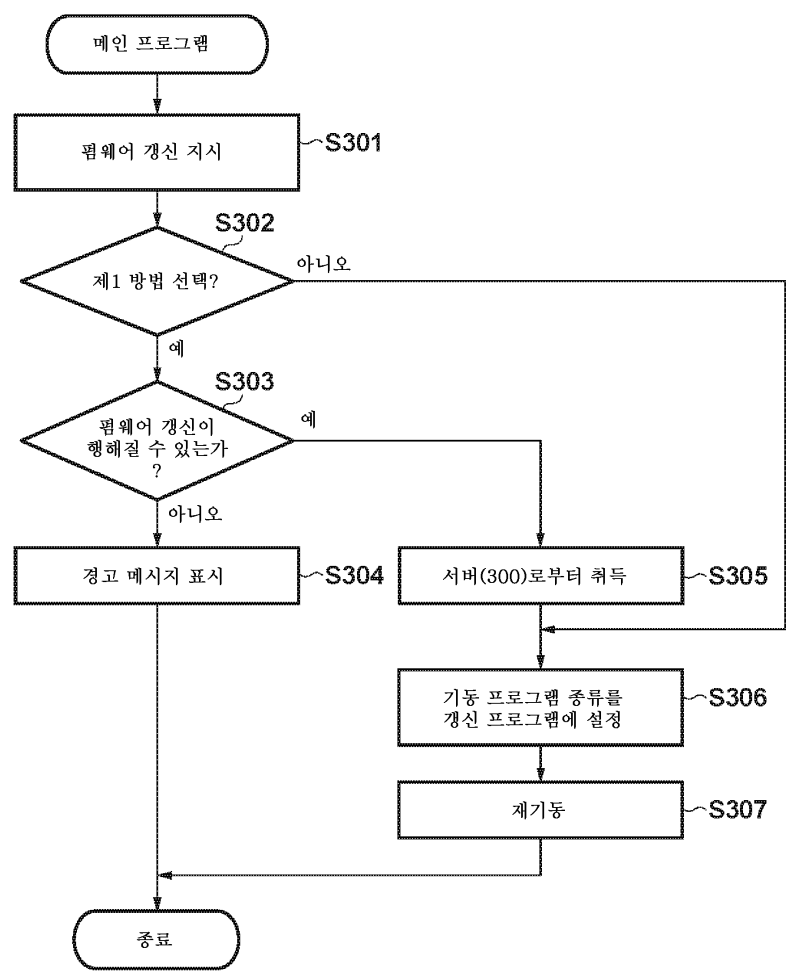 메인 프로그램
펌웨어 갱신 지시
S301
S302
제1 방법 선택?
아니오
예
S303
펌웨어 갱신이
행해질 수 있는가
?
예
아니오
경고 메시지 표시
S304
서버(300)로부터 취득
S305
기동 프로그램 종류를
갱신 프로그램에 설정
S306
재기동
S307
종료